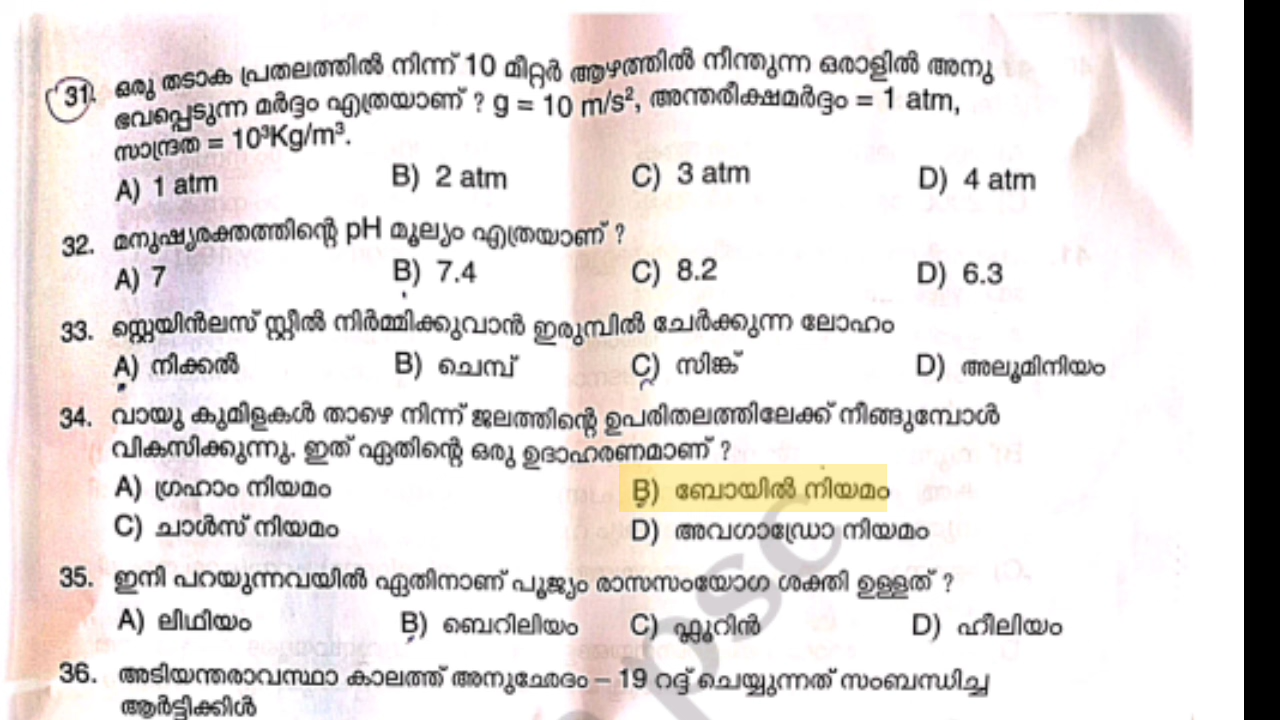 31. ഒരു തടാക പ്രതലത്തിൽ നിന്ന് 10 മീറ്റർ ആഴത്തിൽ നീന്തുന്ന ഒരാളിൽ അനു
ഭവപ്പെടുന്ന മർദ്ദം എത്രയാണ് ? g = 10 m/s², അന്തരീക്ഷമർദ്ദം = 1 atm,
സാന്ദ്രത = 10³Kg/m³.
A) 1 atm B) 2 atm C) 3 atm D) 4 atm
32. മനുഷ്യരക്തത്തിന്റെ pH മൂല്യം എത്രയാണ് ?
A) 7 B) 7.4 C) 8.2 D) 6.3
33. സ്റ്റെയിൻലസ് സ്റ്റീൽ നിർമ്മിക്കുവാൻ ഇരുമ്പിൽ ചേർക്കുന്ന ലോഹം
A) നിക്കൽ B) ചെമ്പ് C) സിങ്ക് D) അലൂമിനിയം
34. വായു കുമിളകൾ താഴെ നിന്ന് ജലത്തിന്റെ ഉപരിതലത്തിലേക്ക് നീങ്ങുമ്പോൾ
വികസിക്കുന്നു. ഇത് ഏതിന്റെ ഒരു ഉദാഹരണമാണ് ?
A) ഗ്രഹാം നിയമം B) ബോയിൽ നിയമം
C) ചാൾസ് നിയമം D) അവഗാഡ്രോ നിയമം
35. ഇനി പറയുന്നവയിൽ ഏതിനാണ് പൂജ്യം രാസസംയോഗ ശക്തി ഉള്ളത് ?
A) ലിഥിയം B) ബെറിലിയം C) ഫ്ലൂറിൻ D) ഹീലിയം
36. അടിയന്തരാവസ്ഥാ കാലത്ത് അനുഛേദം – 19 റദ്ദ് ചെയ്യുന്നത് സംബന്ധിച്ച
ആർട്ടിക്കിൾ
psc